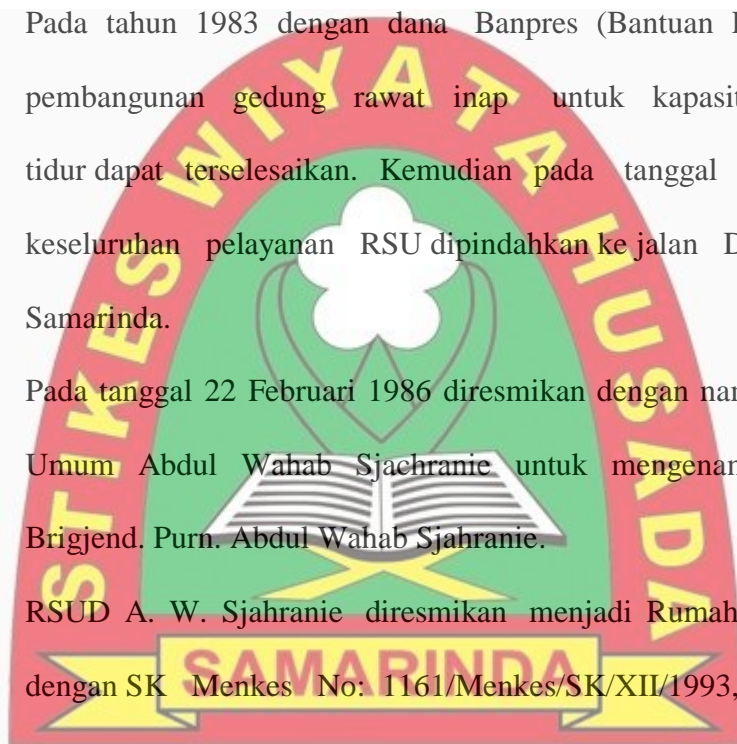 Pada tahun 1983 dengan dana Banpres (Bantuan
pembangunan gedung rawat inap untuk
tidur dapat terselesaikan. Kemudian pada tanggal
keseluruhan pelayanan RSU dipindahkan ke jalan
Samarinda.
Pada tanggal 22 Februari 1986 diresmikan dengan
Umum Abdul Wahab Sjachranie untuk
Brigjend. Purn. Abdul Wahab Sjahranie.
RSUD A. W. Sjahranie diresmikan menjadi Rumah
dengan SK Menkes No: 1161/Menkes/SK/XII/1993,
STIKES WIYATA HUSADA
SAMARINDA